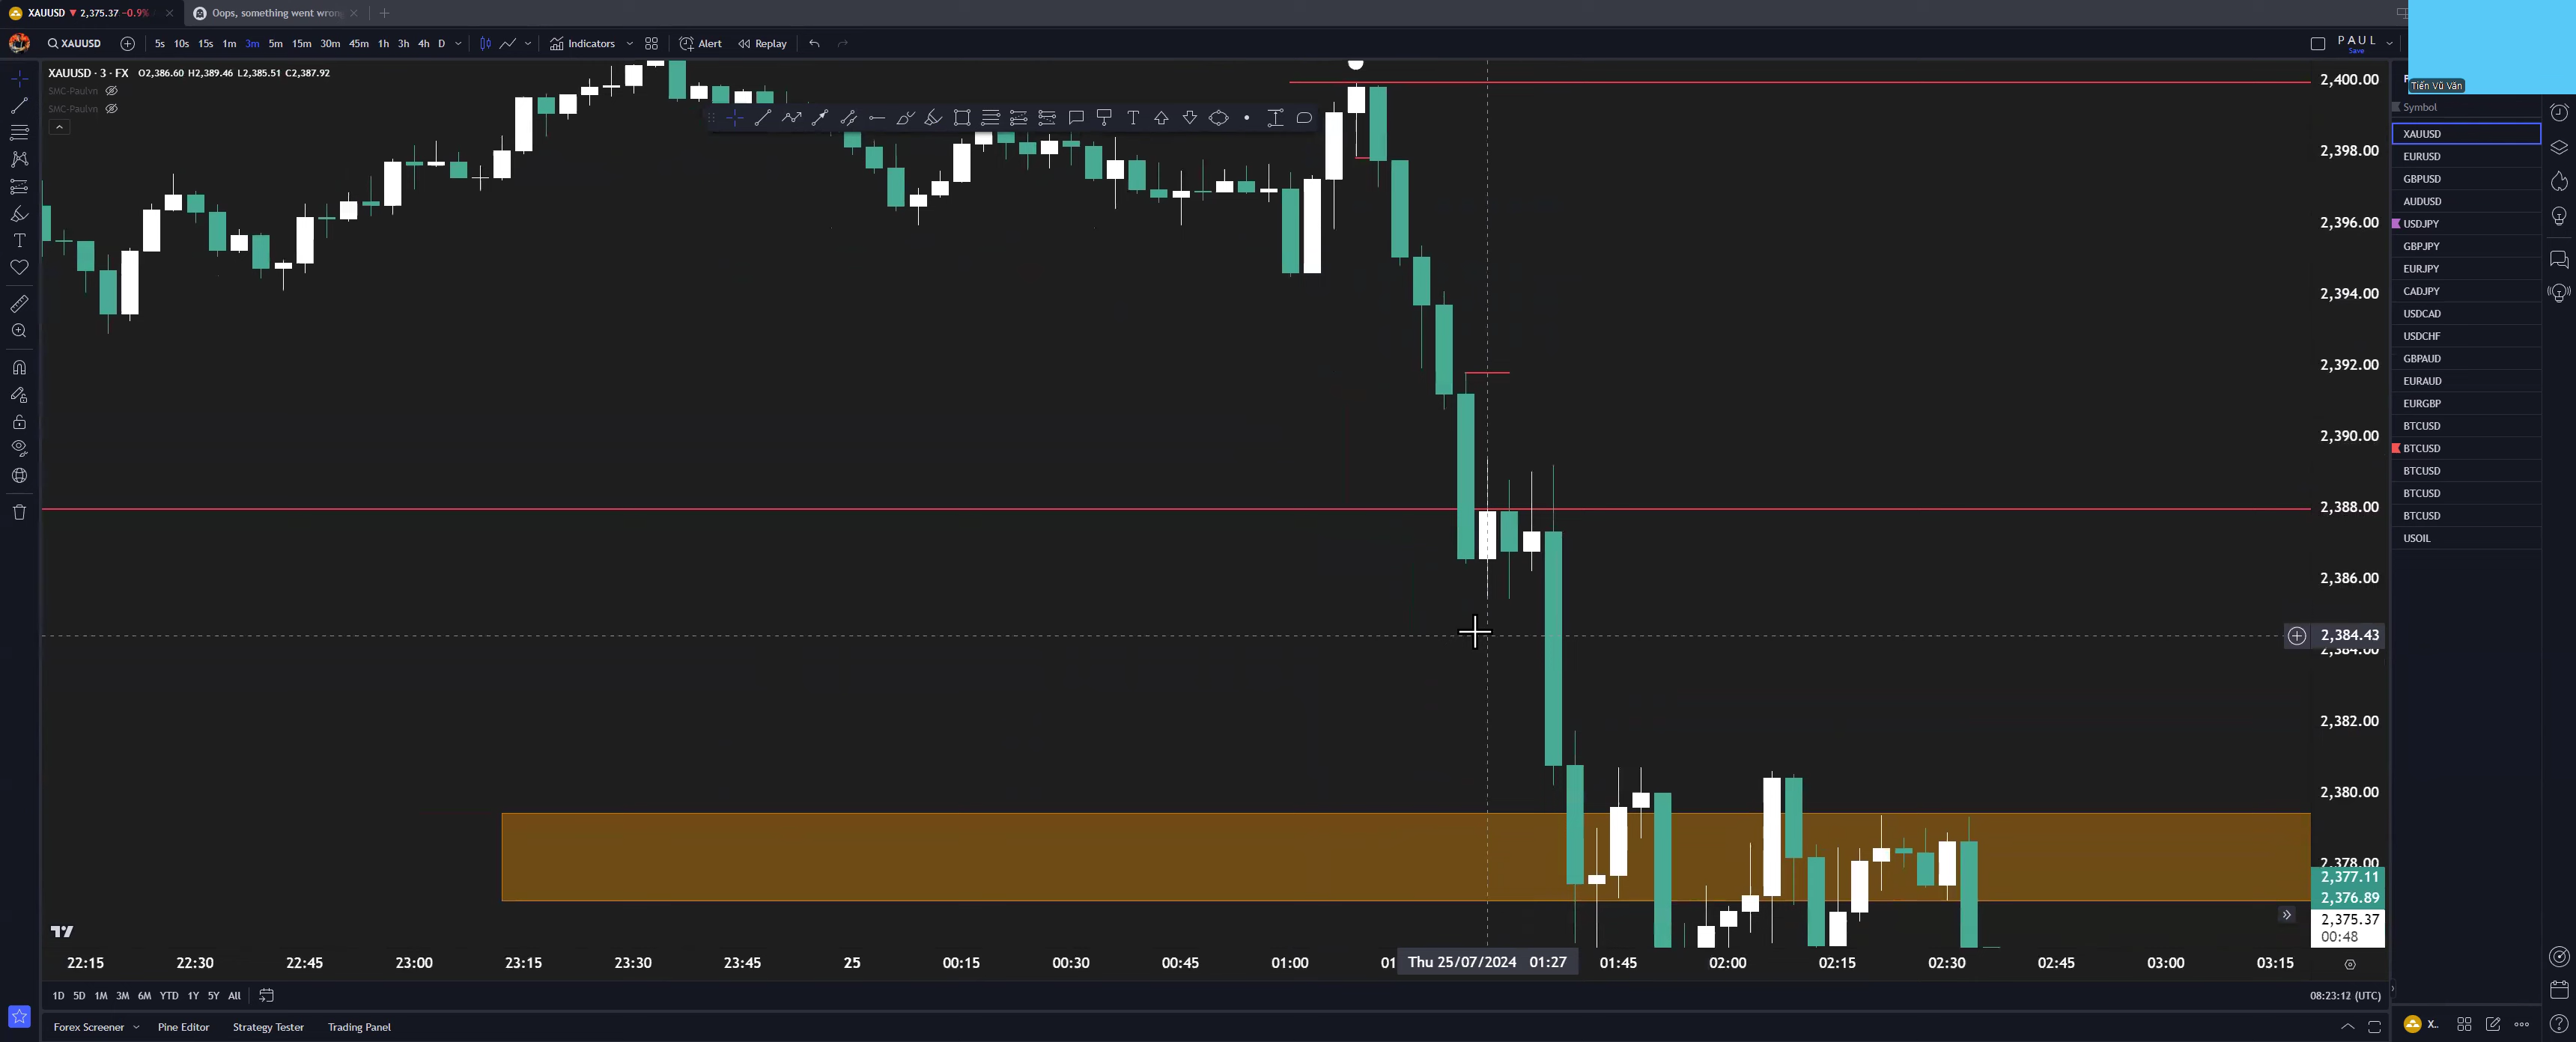 XAUUSD ▼ 2,375.37 -0.9%
Oops, something went wrong
XAUUSD 5s 10s 15s 1m 3m 5m 15m 30m 45m 1h 3h 4h D Indicators Alert Replay
PAUL
Save
XAUUSD · 3 · FX O2,386.60 H2,389.46 L2,385.51 C2,387.92
SMC-Paulvn
SMC-Paulvn
2,400.00
2,398.00
2,396.00
2,394.00
2,392.00
2,390.00
2,388.00
2,386.00
2,384.43
2,384.00
2,382.00
2,380.00
2,378.00
2,377.11
2,376.89
2,375.37
00:48
22:15 22:30 22:45 23:00 23:15 23:30 23:45 25 00:15 00:30 00:45 01:00 01 Thu 25/07/2024 01:27 01:45 02:00 02:15 02:30 02:45 03:00 03:15
1D 5D 1M 3M 6M YTD 1Y 5Y All
08:23:12 (UTC)
Forex Screener Pine Editor Strategy Tester Trading Panel
Tiến Vũ Văn
Symbol
XAUUSD
EURUSD
GBPUSD
AUDUSD
USDJPY
GBPJPY
EURJPY
CADJPY
USDCAD
USDCHF
GBPAUD
EURAUD
EURGBP
BTCUSD
BTCUSD
BTCUSD
BTCUSD
BTCUSD
USOIL
X..